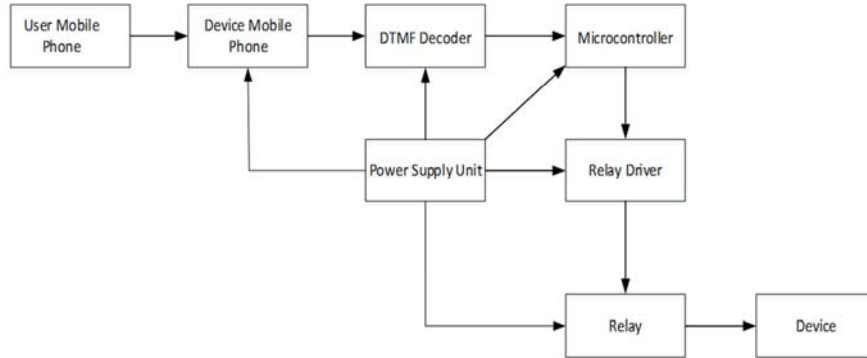 User Mobile
Phone
Device Mobile
Phone
DTMF Decoder
Microcontroller
Power Supply Unit
Relay Driver
Relay
Device